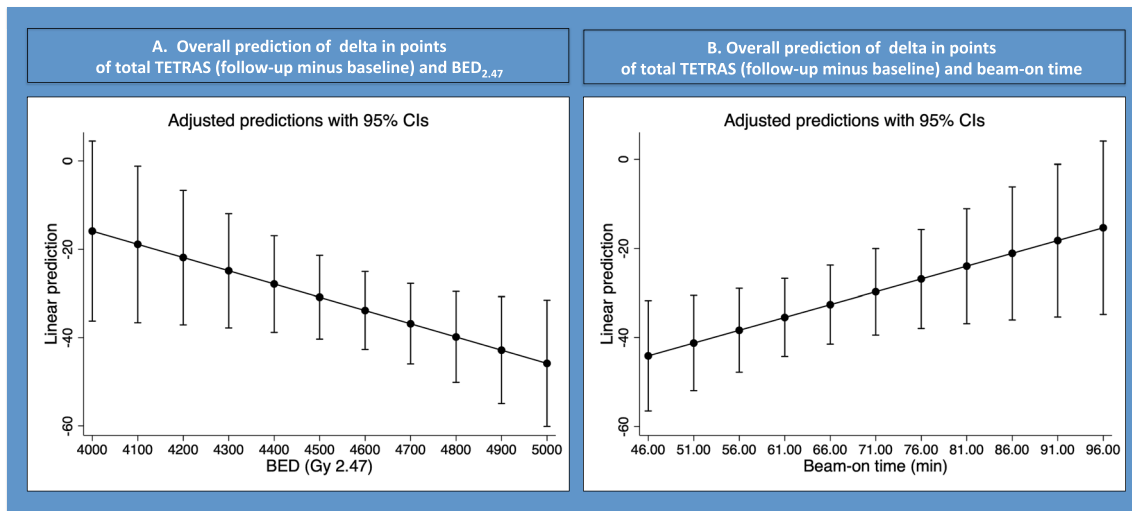 A. Overall prediction of delta in points
of total TETRAS (follow-up minus baseline) and BED2.47
Adjusted predictions with 95% CIs
Linear prediction
0
-20
-40
-60
4000 4100 4200 4300 4400 4500 4600 4700 4800 4900 5000
BED (Gy 2.47)
B. Overall prediction of delta in points
of total TETRAS (follow-up minus baseline) and beam-on time
Adjusted predictions with 95% CIs
Linear prediction
0
-20
-40
-60
46.00 51.00 56.00 61.00 66.00 71.00 76.00 81.00 86.00 91.00 96.00
Beam-on time (min)